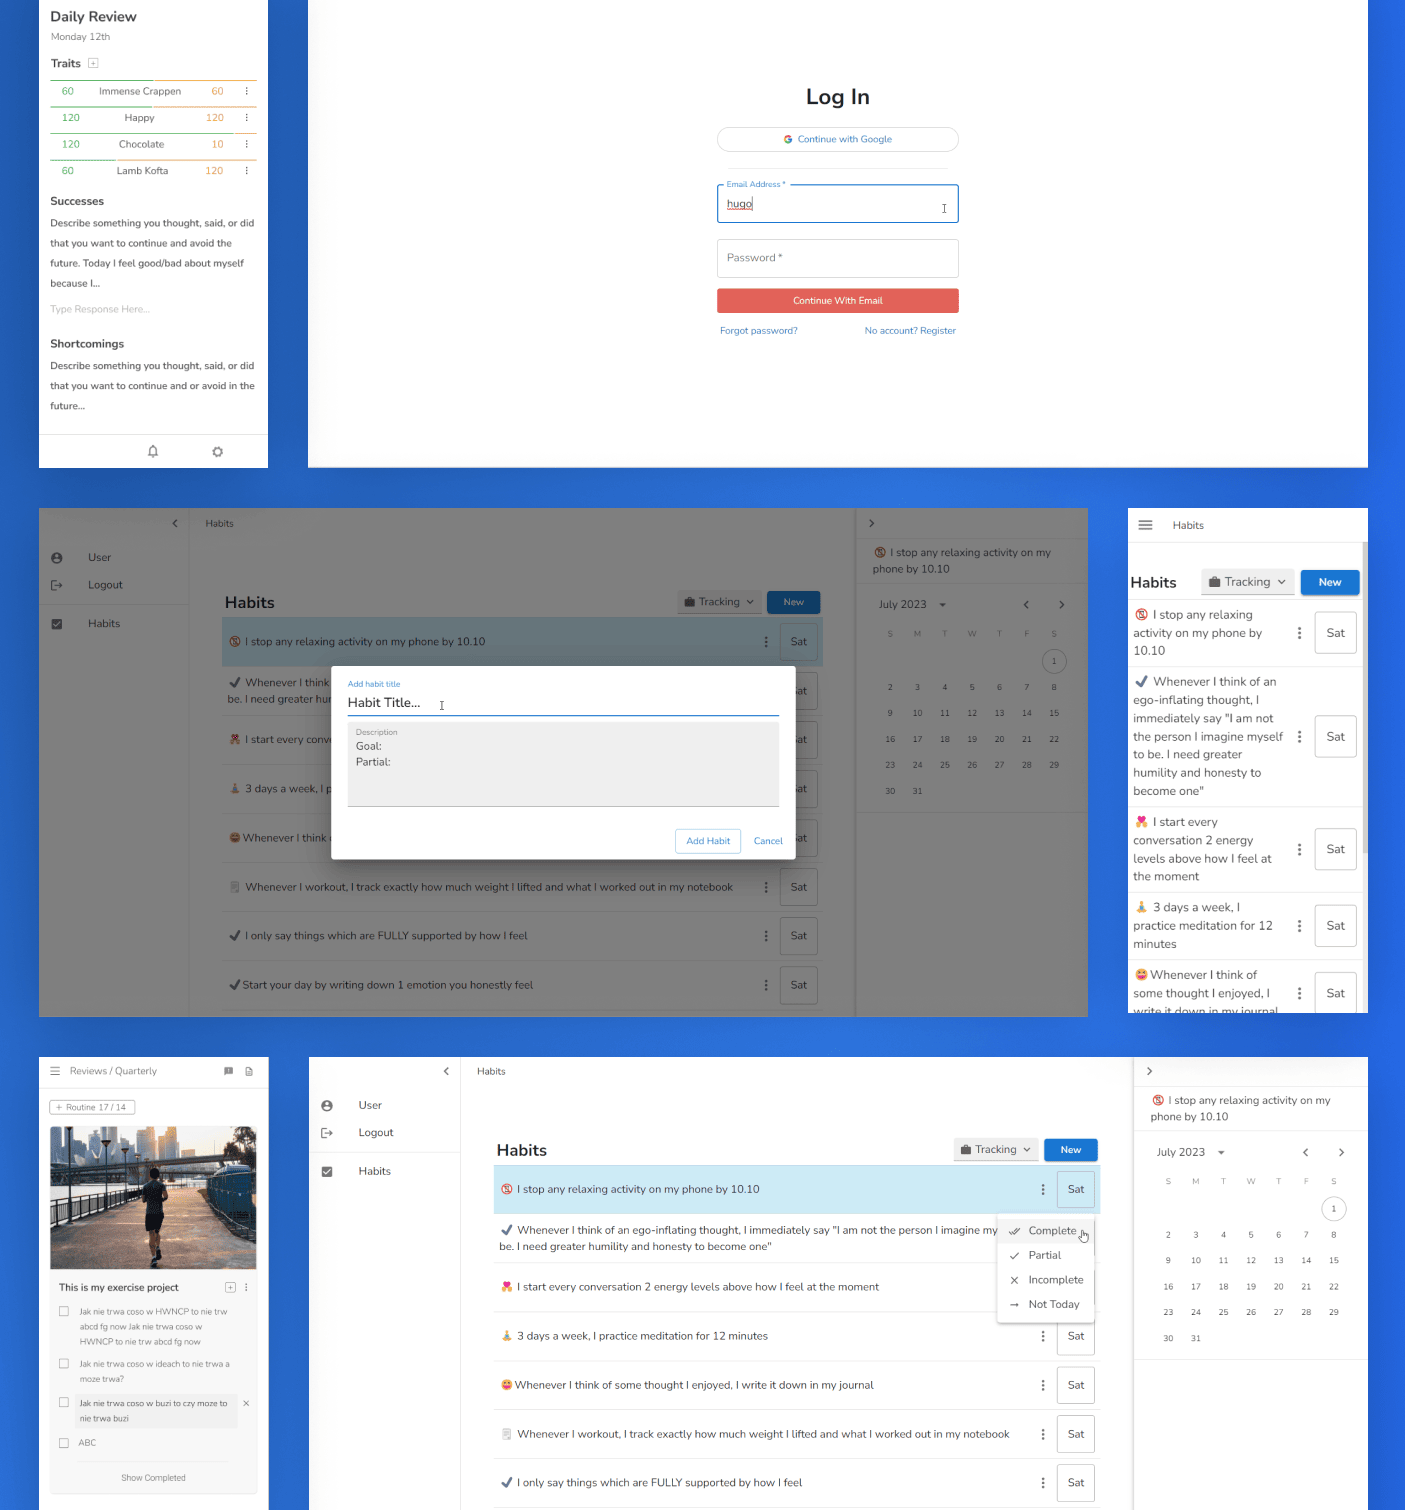 Daily Review
Monday 12th
Traits
60 Immense Crappen 60
120 Happy 120
120 Chocolate 10
60 Lamb Kofta 120
Successes
Describe something you thought, said, or did
that you want to continue and avoid the
future. Today I feel good/bad about myself
because I...
Type Response Here...
Shortcomings
Describe something you thought, said, or did
that you want to continue and or avoid in the
future...
Log In
Continue with Google
Email Address *
hugo
Password *
Continue With Email
Forgot password? No account? Register
Habits
User
Logout
Habits
Habits
Tracking New
I stop any relaxing activity on my phone by 10.10 Sat
Whenever I think
be. I need greater hu
at
I start every conv
at
3 days a week, I p
at
Whenever I think
at
Whenever I workout, I track exactly how much weight I lifted and what I worked out in my notebook Sat
I only say things which are FULLY supported by how I feel Sat
Start your day by writing down 1 emotion you honestly feel Sat
Add habit title
Habit Title...
Description
Goal:
Partial:
Add Habit Cancel
I stop any relaxing activity on my
phone by 10.10
July 2023
S M T W T F S
1
2 3 4 5 6 7 8
9 10 11 12 13 14 15
16 17 18 19 20 21 22
23 24 25 26 27 28 29
30 31
Habits
Habits Tracking New
I stop any relaxing
activity on my phone by
10.10
Sat
Whenever I think of an
ego-inflating thought, I
immediately say "I am not
the person I imagine myself
to be. I need greater
humility and honesty to
become one"
Sat
I start every
conversation 2 energy
levels above how I feel at
the moment
Sat
3 days a week, I
practice meditation for 12
minutes
Sat
Whenever I think of
some thought I enjoyed, I
write it down in my journal
Sat
Reviews / Quarterly
+ Routine 17 / 14
This is my exercise project
Jak nie trwa coso w HWNCP to nie trw
abcd fg now Jak nie trwa coso w
HWNCP to nie trw abcd fg now
Jak nie trwa coso w ideach to nie trwa a
moze trwa?
Jak nie trwa coso w buzi to czy moze to
nie trwa buzi
ABC
Show Completed
Habits
User
Logout
Habits
Habits
Tracking New
I stop any relaxing activity on my phone by 10.10 Sat
Whenever I think of an ego-inflating thought, I immediately say "I am not the person I imagine my
be. I need greater humility and honesty to become one"
I start every conversation 2 energy levels above how I feel at the moment
3 days a week, I practice meditation for 12 minutes Sat
Whenever I think of some thought I enjoyed, I write it down in my journal Sat
Whenever I workout, I track exactly how much weight I lifted and what I worked out in my notebook Sat
I only say things which are FULLY supported by how I feel Sat
Complete
Partial
Incomplete
Not Today
I stop any relaxing activity on my
phone by 10.10
July 2023
S M T W T F S
1
2 3 4 5 6 7 8
9 10 11 12 13 14 15
16 17 18 19 20 21 22
23 24 25 26 27 28 29
30 31